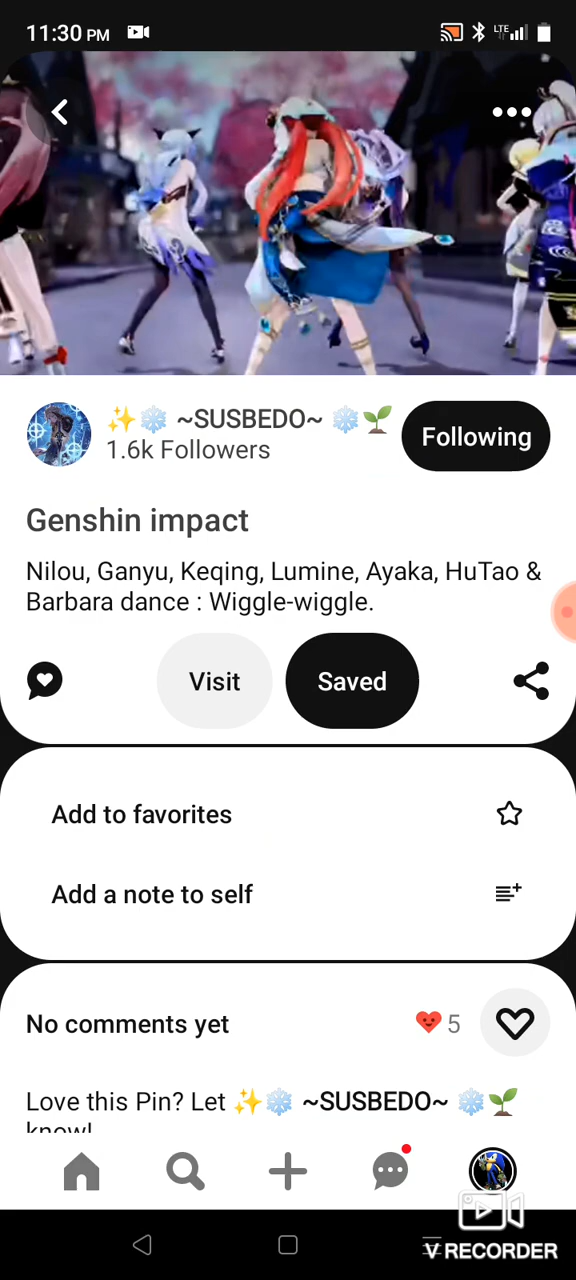 11:30 PM
LTE
✨❄️ ~SUSBEDO~ ❄️🌱
1.6k Followers
Following
Genshin impact
Nilou, Ganyu, Keqing, Lumine, Ayaka, HuTao &
Barbara dance : Wiggle-wiggle.
Visit
Saved
Add to favorites
Add a note to self
No comments yet
5
Love this Pin? Let ✨❄️ ~SUSBEDO~ ❄️🌱
know!
V RECORDER